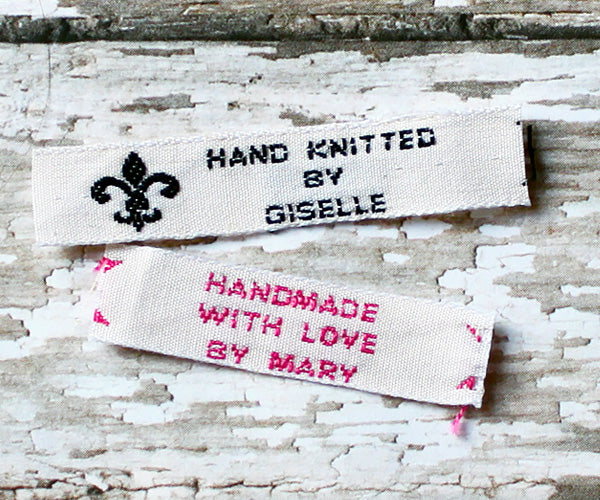 HAND KNITTED
BY
GISELLE
HANDMADE
WITH LOVE
BY MARY